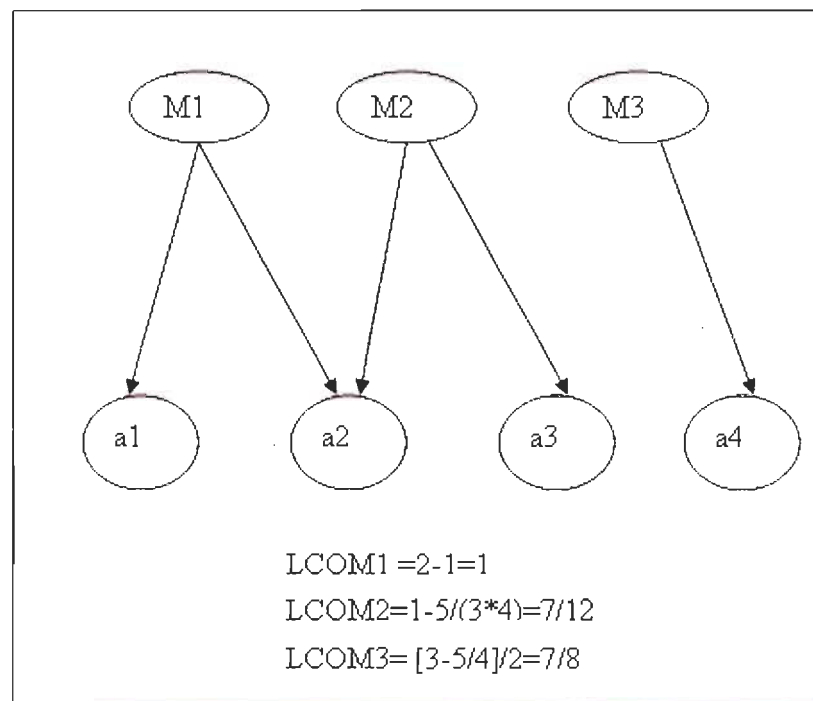 M1 M2 M3
a1 a2 a3 a4
LCOM1 =2-1=1
LCOM2=1-5/(3*4)=7/12
LCOM3= [3-5/4]/2=7/8